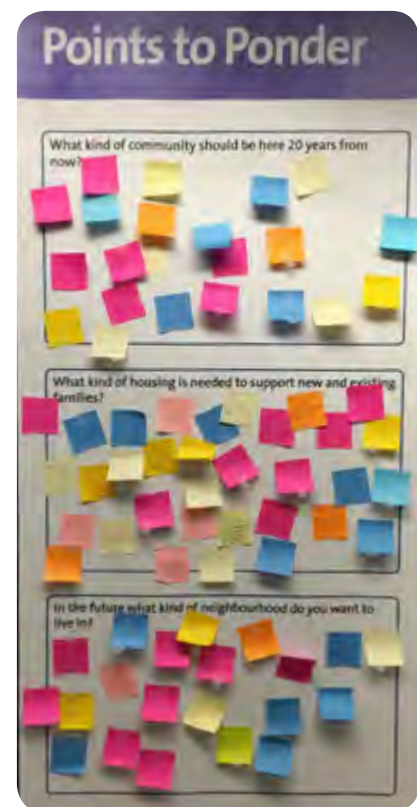 Points to Ponder
What kind of community should be here 20 years from
now?
What kind of housing is needed to support new and existing
families?
In the future what kind of neighbourhood do you want to
live in?